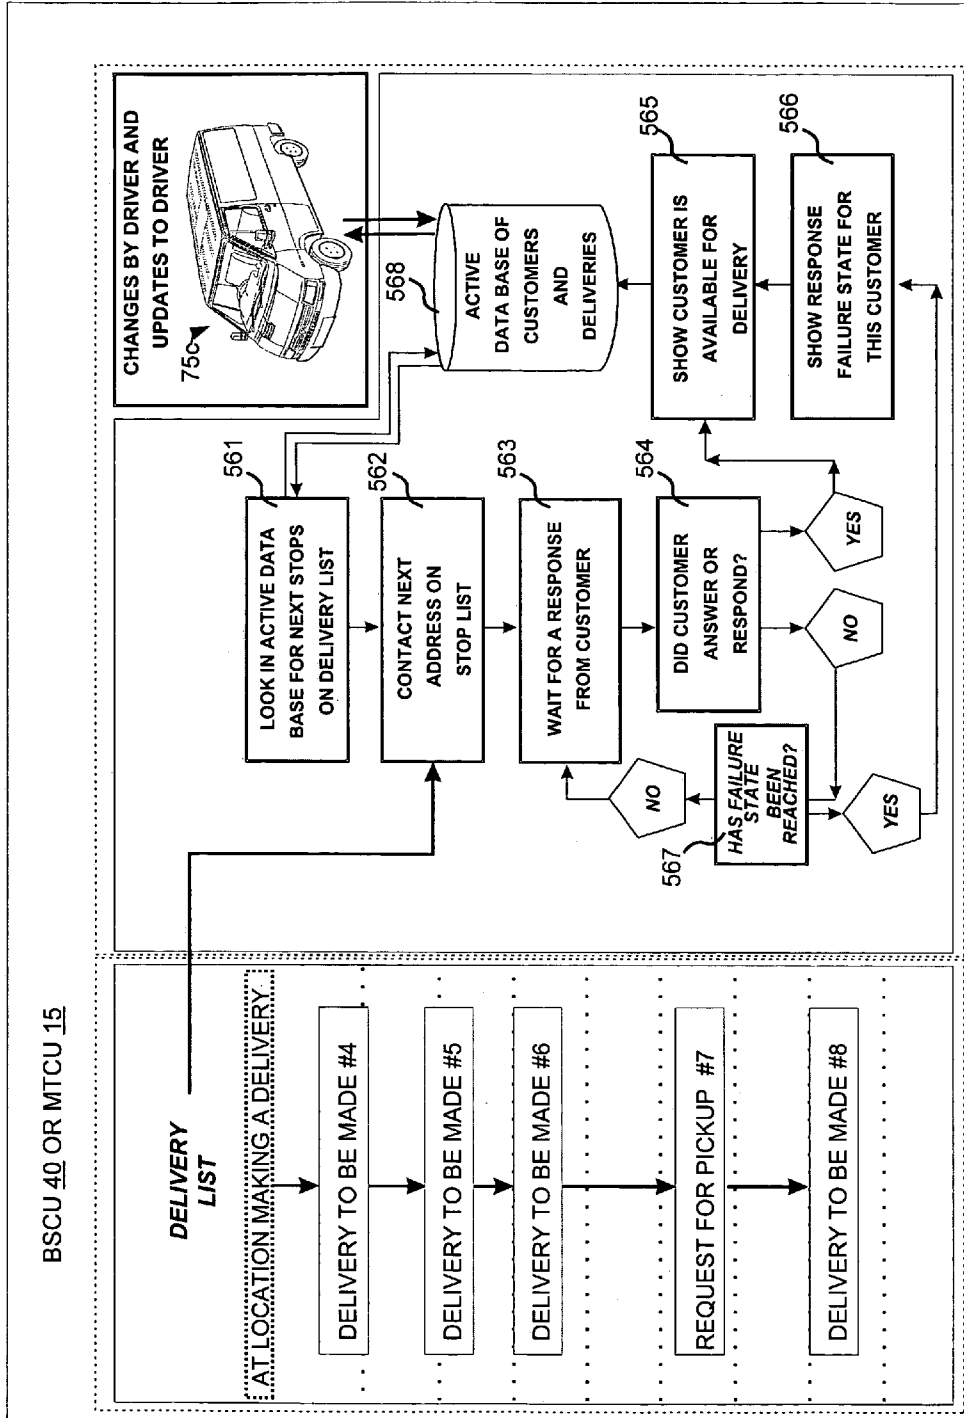 BSCU 40 OR MTCU 15
DELIVERY
LIST
AT LOCATION MAKING A DELIVERY
DELIVERY TO BE MADE #4
DELIVERY TO BE MADE #5
DELIVERY TO BE MADE #6
REQUEST FOR PICKUP #7
DELIVERY TO BE MADE #8
561
LOOK IN ACTIVE DATA
BASE FOR NEXT STOPS
ON DELIVERY LIST
562
CONTACT NEXT
ADDRESS ON
STOP LIST
563
WAIT FOR A RESPONSE
FROM CUSTOMER
564
DID CUSTOMER
ANSWER OR
RESPOND?
NO
YES
567
HAS FAILURE
STATE
BEEN
REACHED?
NO
YES
CHANGES BY DRIVER AND
UPDATES TO DRIVER
75c
568
ACTIVE
DATA BASE OF
CUSTOMERS
AND
DELIVERIES
565
SHOW CUSTOMER IS
AVAILABLE FOR
DELIVERY
566
SHOW RESPONSE
FAILURE STATE FOR
THIS CUSTOMER